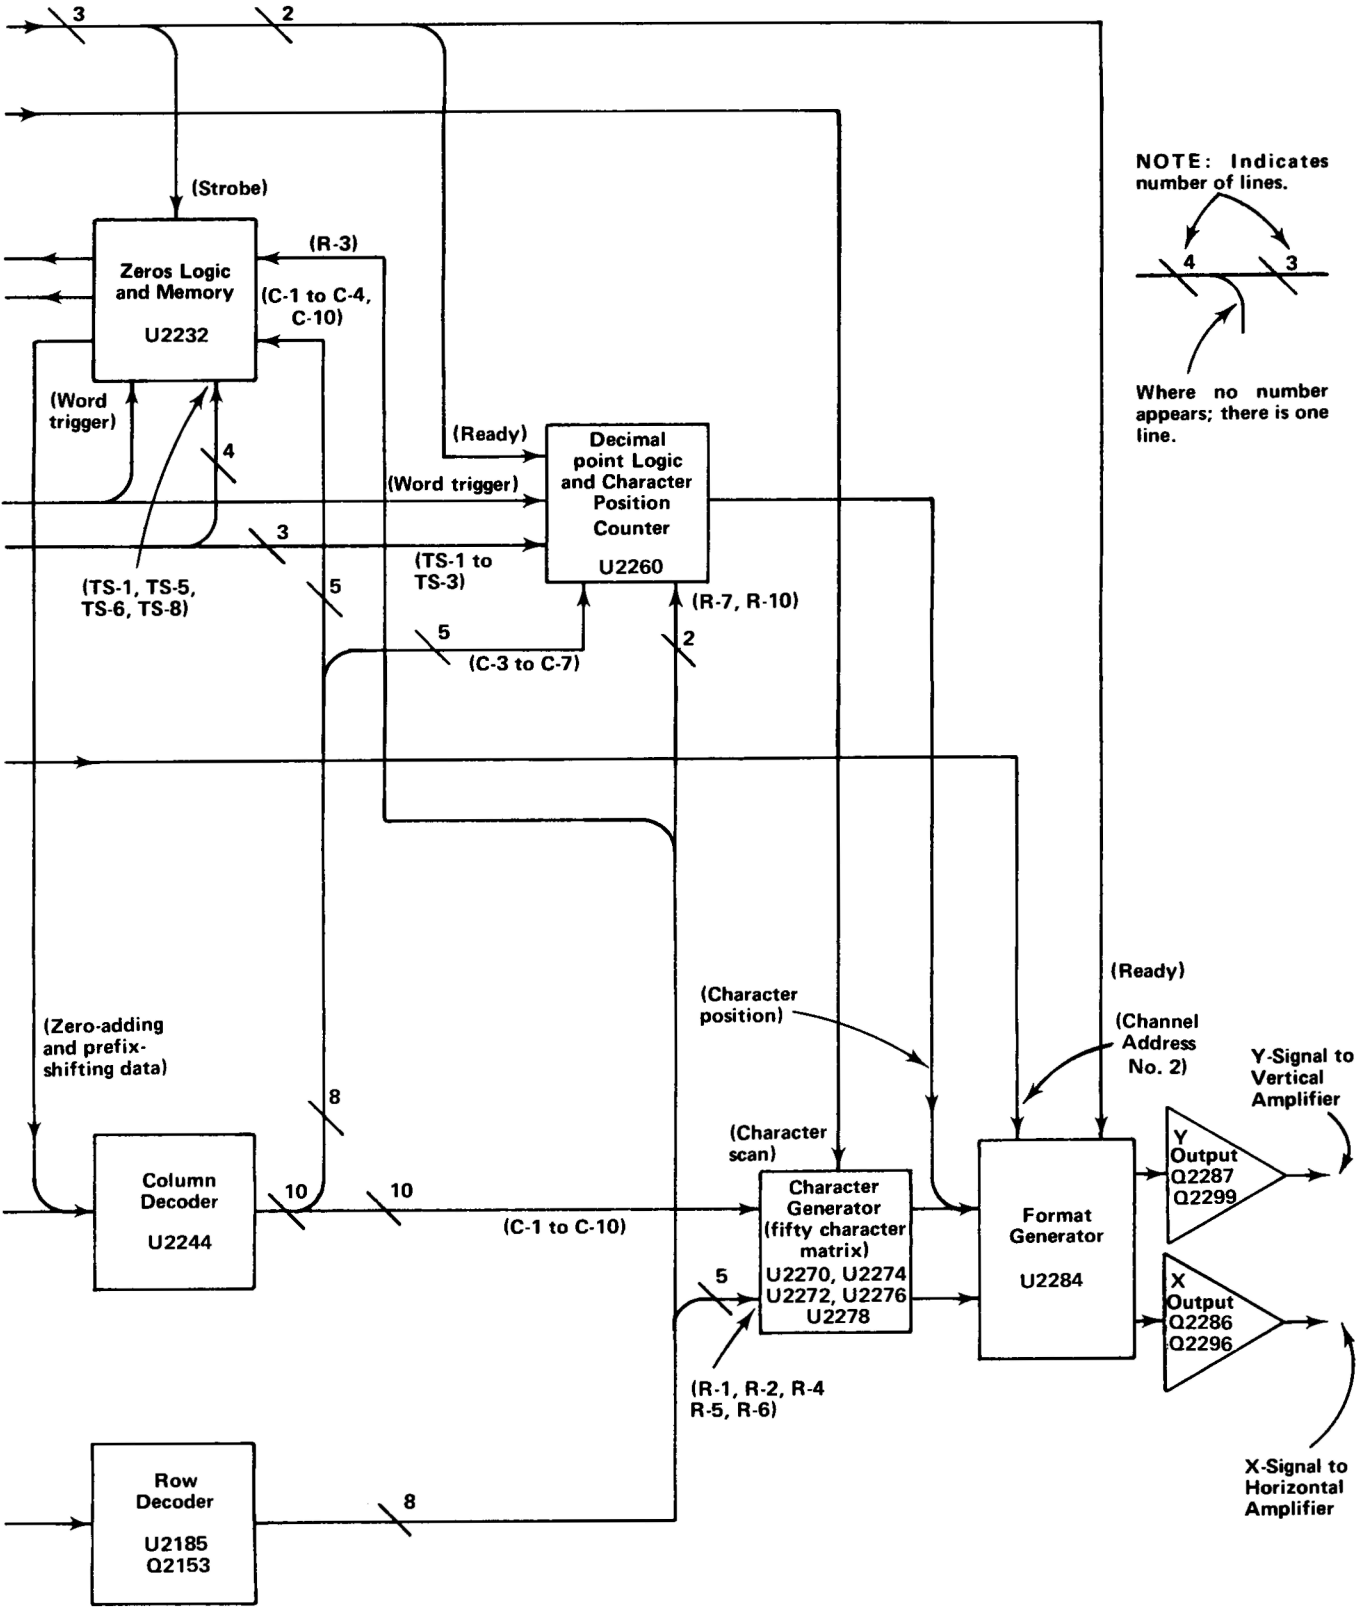 3
2
NOTE: Indicates
number of lines.
4
3
Where no number
appears; there is one
line.
(Strobe)
Zeros Logic
and Memory
U2232
(R-3)
(C-1 to C-4,
C-10)
(Word
trigger)
4
(Ready)
(Word trigger)
3
(TS-1 to
TS-3)
Decimal
point Logic
and Character
Position
Counter
U2260
(TS-1, TS-5,
TS-6, TS-8)
5
5
(C-3 to C-7)
(R-7, R-10)
2
(Ready)
(Character
position)
(Channel
Address
No. 2)
(Zero-adding
and prefix-
shifting data)
8
Y-Signal to
Vertical
Amplifier
(Character
scan)
Column
Decoder
U2244
10
10
(C-1 to C-10)
Character
Generator
(fifty character
matrix)
U2270, U2274
U2272, U2276
U2278
5
(R-1, R-2, R-4
R-5, R-6)
Format
Generator
U2284
Y
Output
Q2287
Q2299
X
Output
Q2286
Q2296
X-Signal to
Horizontal
Amplifier
Row
Decoder
U2185
Q2153
8